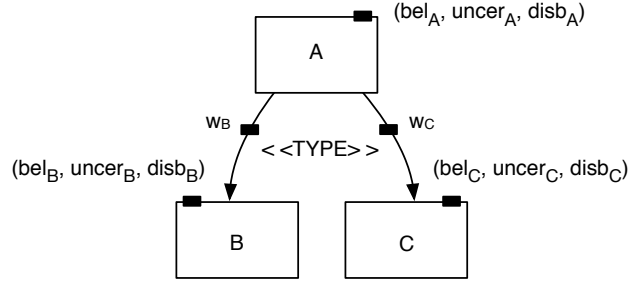 (bel_A, uncer_A, disb_A)
A
w_B
w_C
< <TYPE> >
(bel_B, uncer_B, disb_B)
(bel_C, uncer_C, disb_C)
B
C